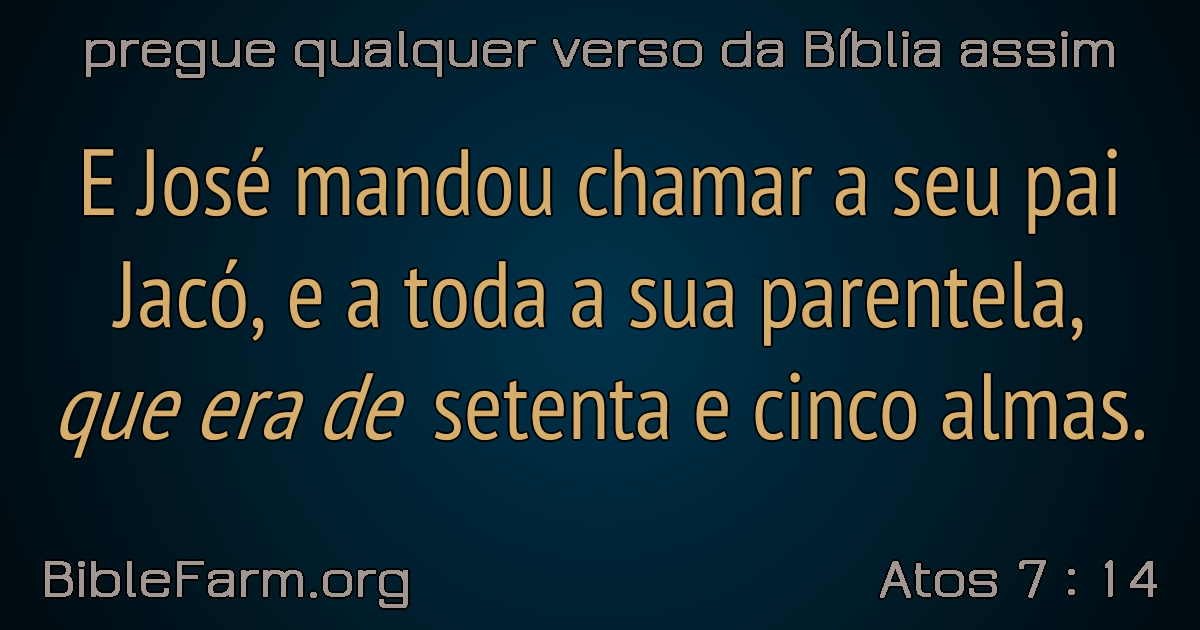 pregue qualquer verso da Bíblia assim
E José mandou chamar a seu pai
Jacó, e a toda a sua parentela,
que era de setenta e cinco almas.
BibleFarm.org
Atos 7 : 14